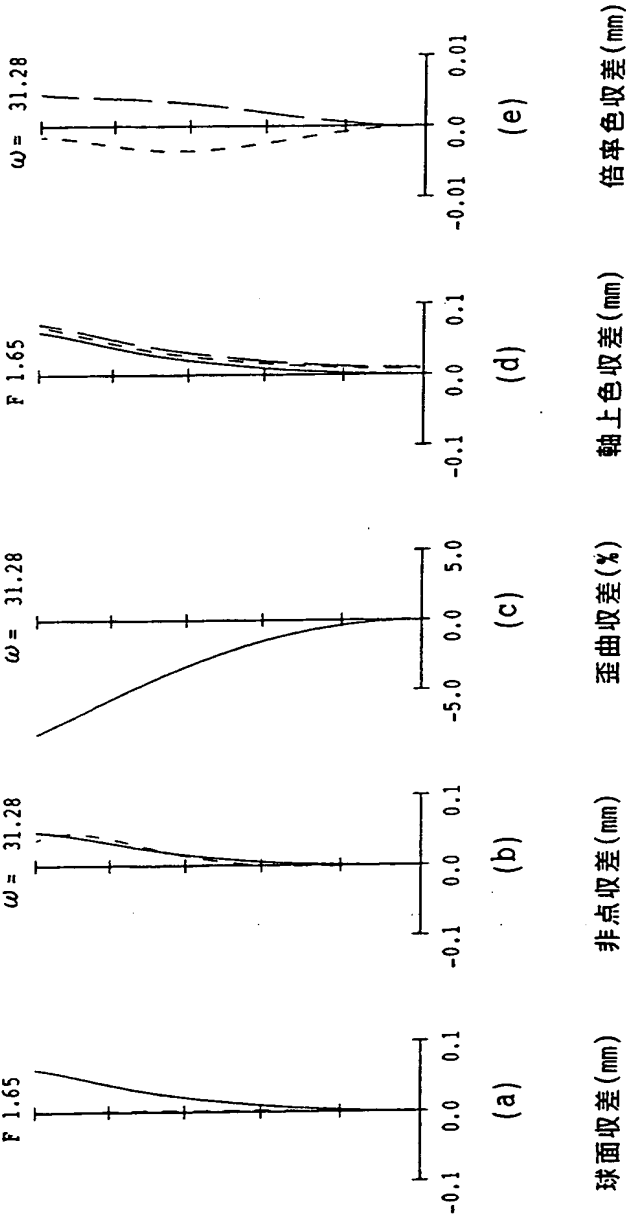 F 1.65
-0.1 0.0 0.1
(a)
球面収差(mm)
ω= 31.28
-0.1 0.0 0.1
(b)
非点収差(mm)
ω= 31.28
-5.0 0.0 5.0
(c)
歪曲収差(%)
F 1.65
-0.1 0.0 0.1
(d)
軸上色収差(mm)
ω= 31.28
-0.01 0.0 0.01
(e)
倍率色収差(mm)